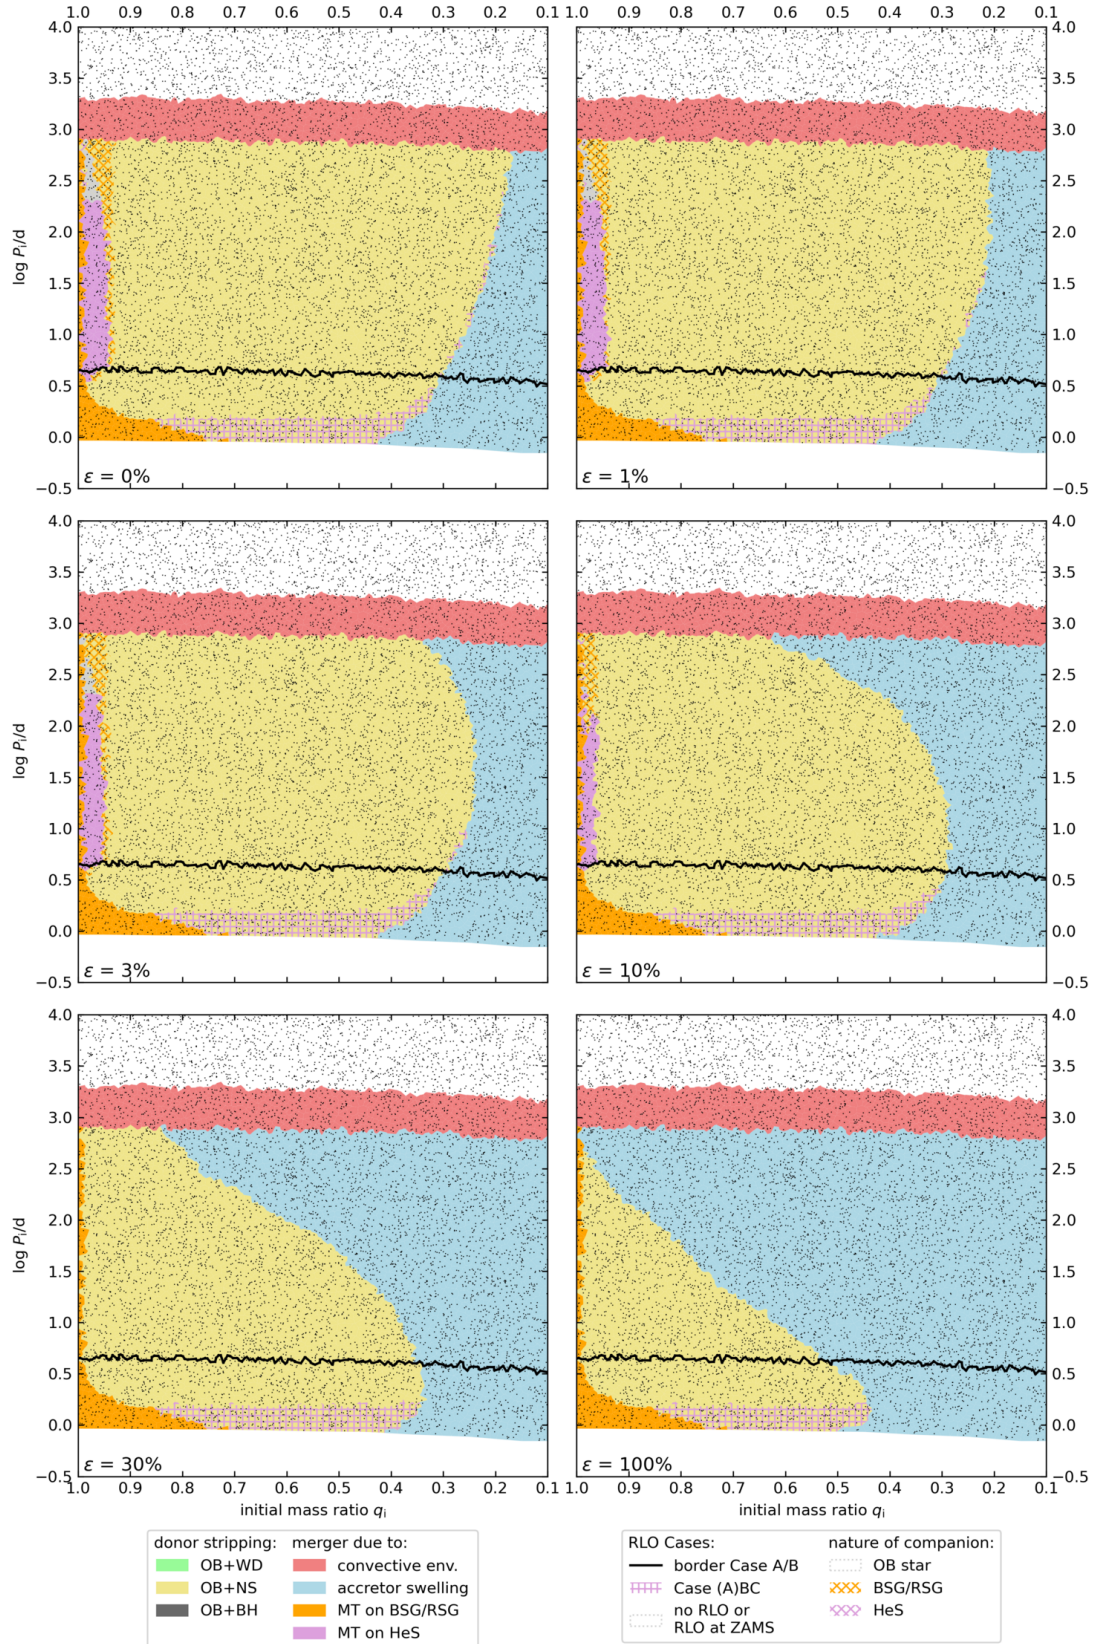 1.0 0.9 0.8 0.7 0.6 0.5 0.4 0.3 0.2 0.1
1.0 0.9 0.8 0.7 0.6 0.5 0.4 0.3 0.2 0.1
4.0
3.5
3.0
2.5
2.0
1.5
1.0
0.5
0.0
−0.5
log Pi/d
ε = 0%
4.0
3.5
3.0
2.5
2.0
1.5
1.0
0.5
0.0
−0.5
ε = 1%
4.0
3.5
3.0
2.5
2.0
1.5
1.0
0.5
0.0
−0.5
log Pi/d
ε = 3%
4.0
3.5
3.0
2.5
2.0
1.5
1.0
0.5
0.0
−0.5
ε = 10%
4.0
3.5
3.0
2.5
2.0
1.5
1.0
0.5
0.0
−0.5
log Pi/d
ε = 30%
4.0
3.5
3.0
2.5
2.0
1.5
1.0
0.5
0.0
−0.5
ε = 100%
1.0 0.9 0.8 0.7 0.6 0.5 0.4 0.3 0.2 0.1
1.0 0.9 0.8 0.7 0.6 0.5 0.4 0.3 0.2 0.1
initial mass ratio qi
initial mass ratio qi
donor stripping:
OB+WD
OB+NS
OB+BH
merger due to:
convective env.
accretor swelling
MT on BSG/RSG
MT on HeS
RLO Cases:
border Case A/B
Case (A)BC
no RLO or
RLO at ZAMS
nature of companion:
OB star
BSG/RSG
HeS